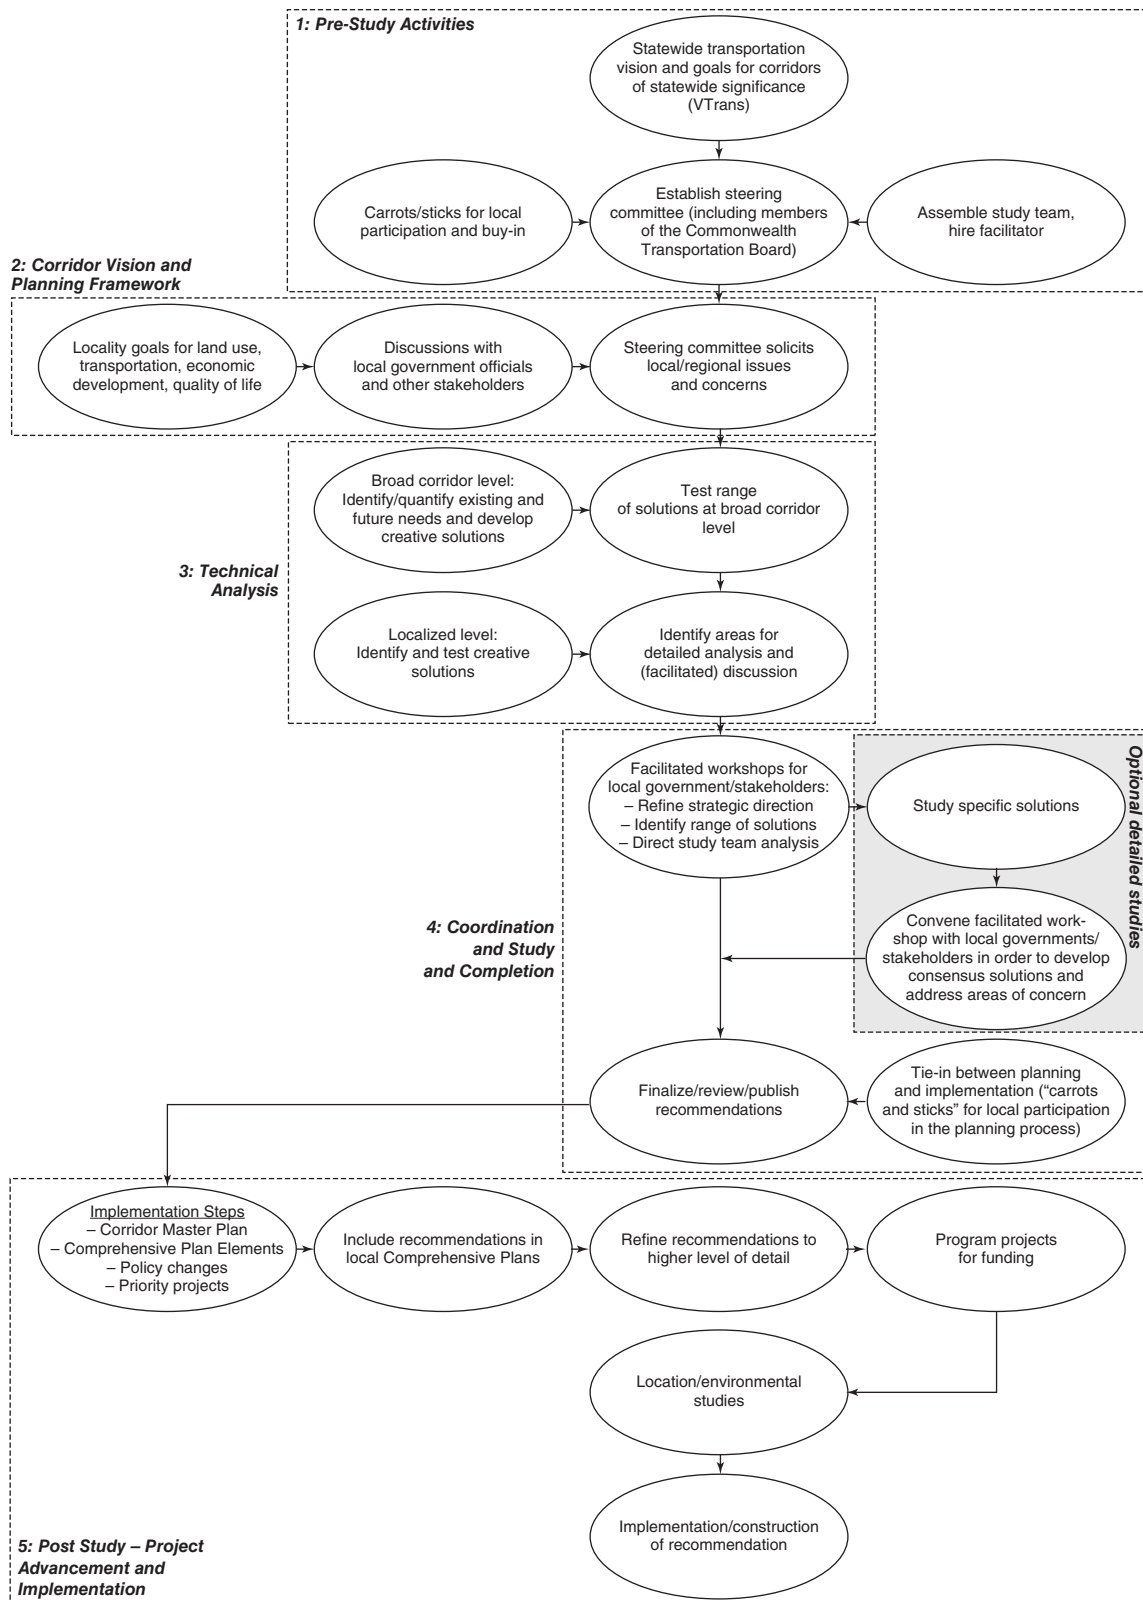 1: Pre-Study Activities
Statewide transportation
vision and goals for corridors
of statewide significance
(VTrans)
Carrots/sticks for local
participation and buy-in
Establish steering
committee (including members
of the Commonwealth
Transportation Board)
Assemble study team,
hire facilitator
2: Corridor Vision and
Planning Framework
Locality goals for land use,
transportation, economic
development, quality of life
Discussions with
local government officials
and other stakeholders
Steering committee solicits
local/regional issues
and concerns
3: Technical
Analysis
Broad corridor level:
Identify/quantify existing and
future needs and develop
creative solutions
Test range
of solutions at broad corridor
level
Localized level:
Identify and test creative
solutions
Identify areas for
detailed analysis and
(facilitated) discussion
4: Coordination
and Study
and Completion
Facilitated workshops for
local government/stakeholders:
– Refine strategic direction
– Identify range of solutions
– Direct study team analysis
Optional detailed studies
Study specific solutions
Convene facilitated work-
shop with local governments/
stakeholders in order to develop
consensus solutions and
address areas of concern
Finalize/review/publish
recommendations
Tie-in between planning
and implementation (“carrots
and sticks” for local participation
in the planning process)
Implementation Steps
– Corridor Master Plan
– Comprehensive Plan Elements
– Policy changes
– Priority projects
Include recommendations in
local Comprehensive Plans
Refine recommendations to
higher level of detail
Program projects
for funding
Location/environmental
studies
Implementation/construction
of recommendation
5: Post Study – Project
Advancement and
Implementation